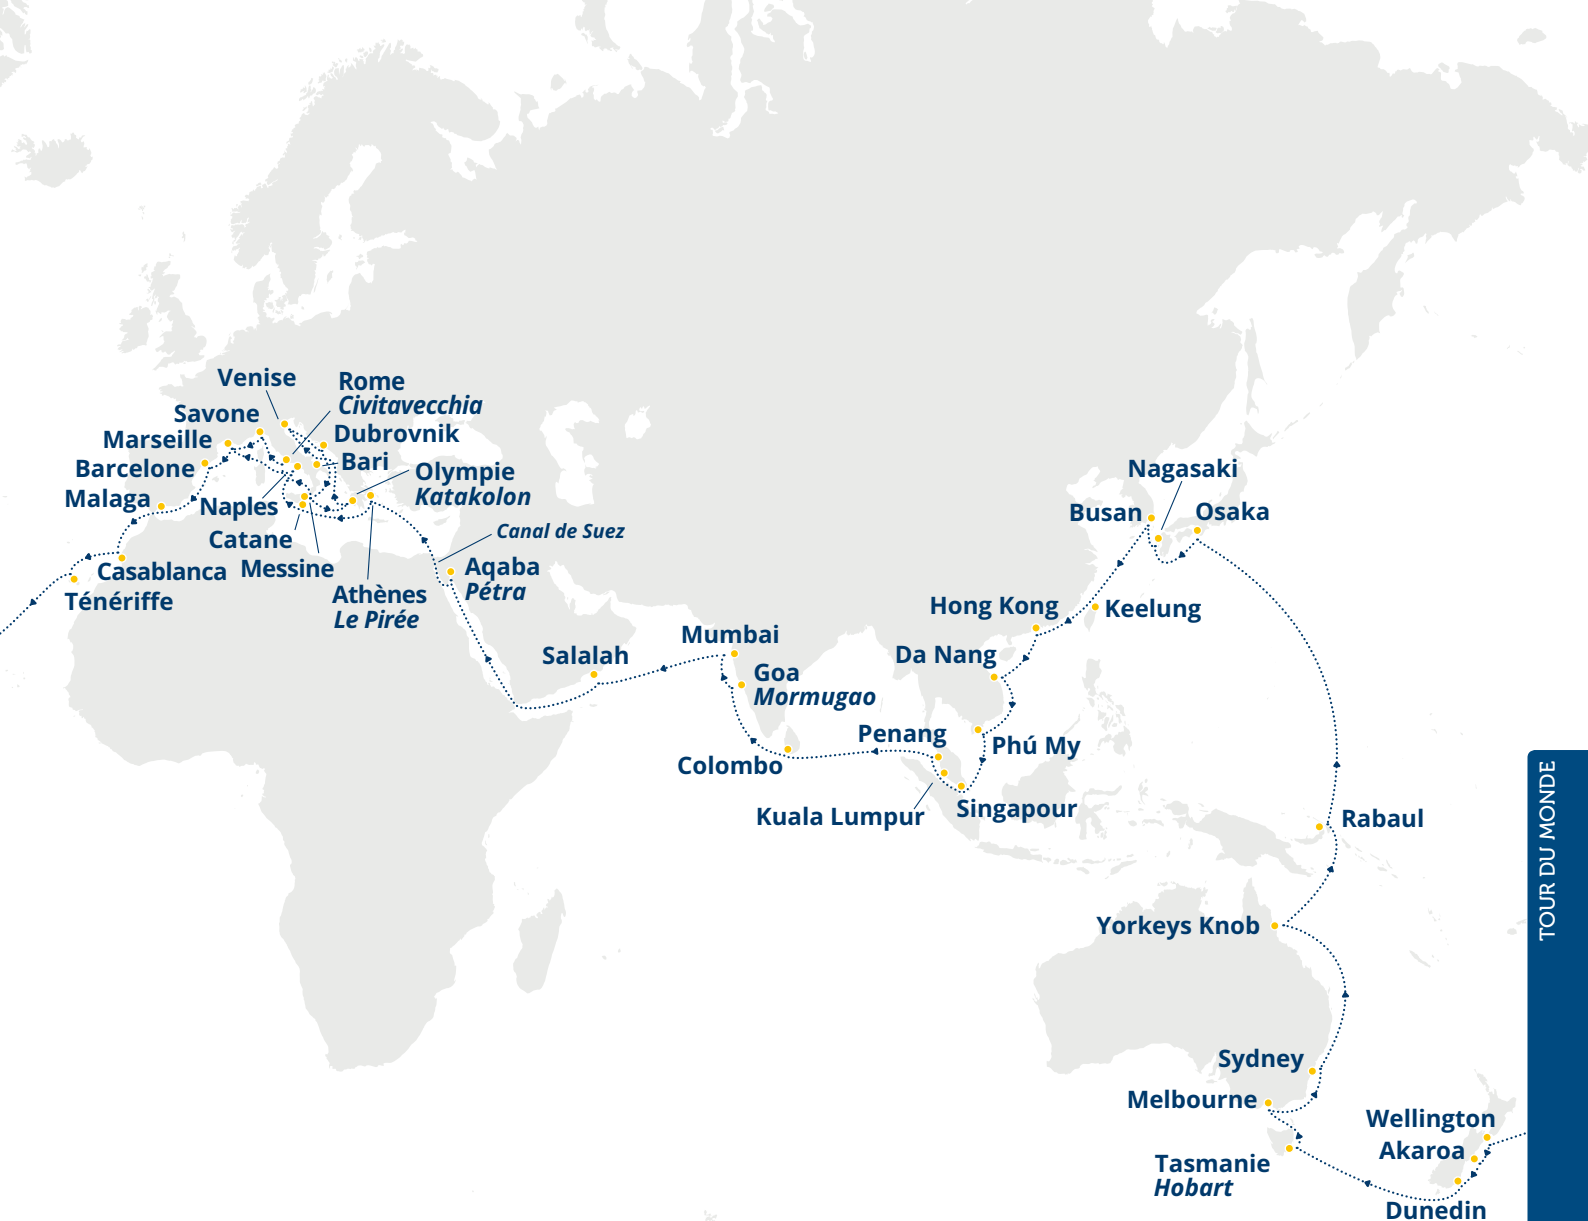 Venise
Rome
Civitavecchia
Savone
Dubrovnik
Marseille
Bari
Barcelone
Olympie
Katakolon
Malaga
Naples
Catane
Messine
Canal de Suez
Casablanca
Aqaba
Pétra
Ténériffe
Athènes
Le Pirée
Nagasaki
Busan
Osaka
Hong Kong
Keelung
Mumbai
Salalah
Da Nang
Goa
Mormugao
Penang
Phú My
Colombo
Kuala Lumpur
Singapour
Rabaul
TOUR DU MONDE
Yorkeys Knob
Sydney
Melbourne
Wellington
Akaroa
Tasmanie
Hobart
Dunedin